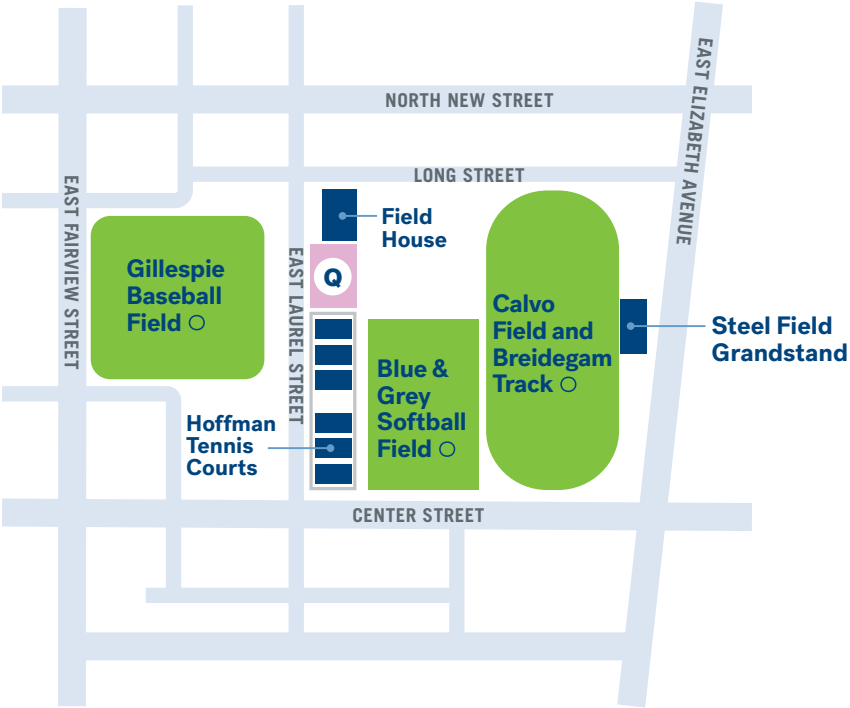 NORTH NEW STREET
EAST ELIZABETH AVENUE
LONG STREET
EAST FAIRVIEW STREET
Field
House
Gillespie
Baseball
Field
EAST LAUREL STREET
Q
Calvo
Field and
Breidegam
Track
Steel Field
Grandstand
Blue &
Grey
Softball
Field
Hoffman
Tennis
Courts
CENTER STREET